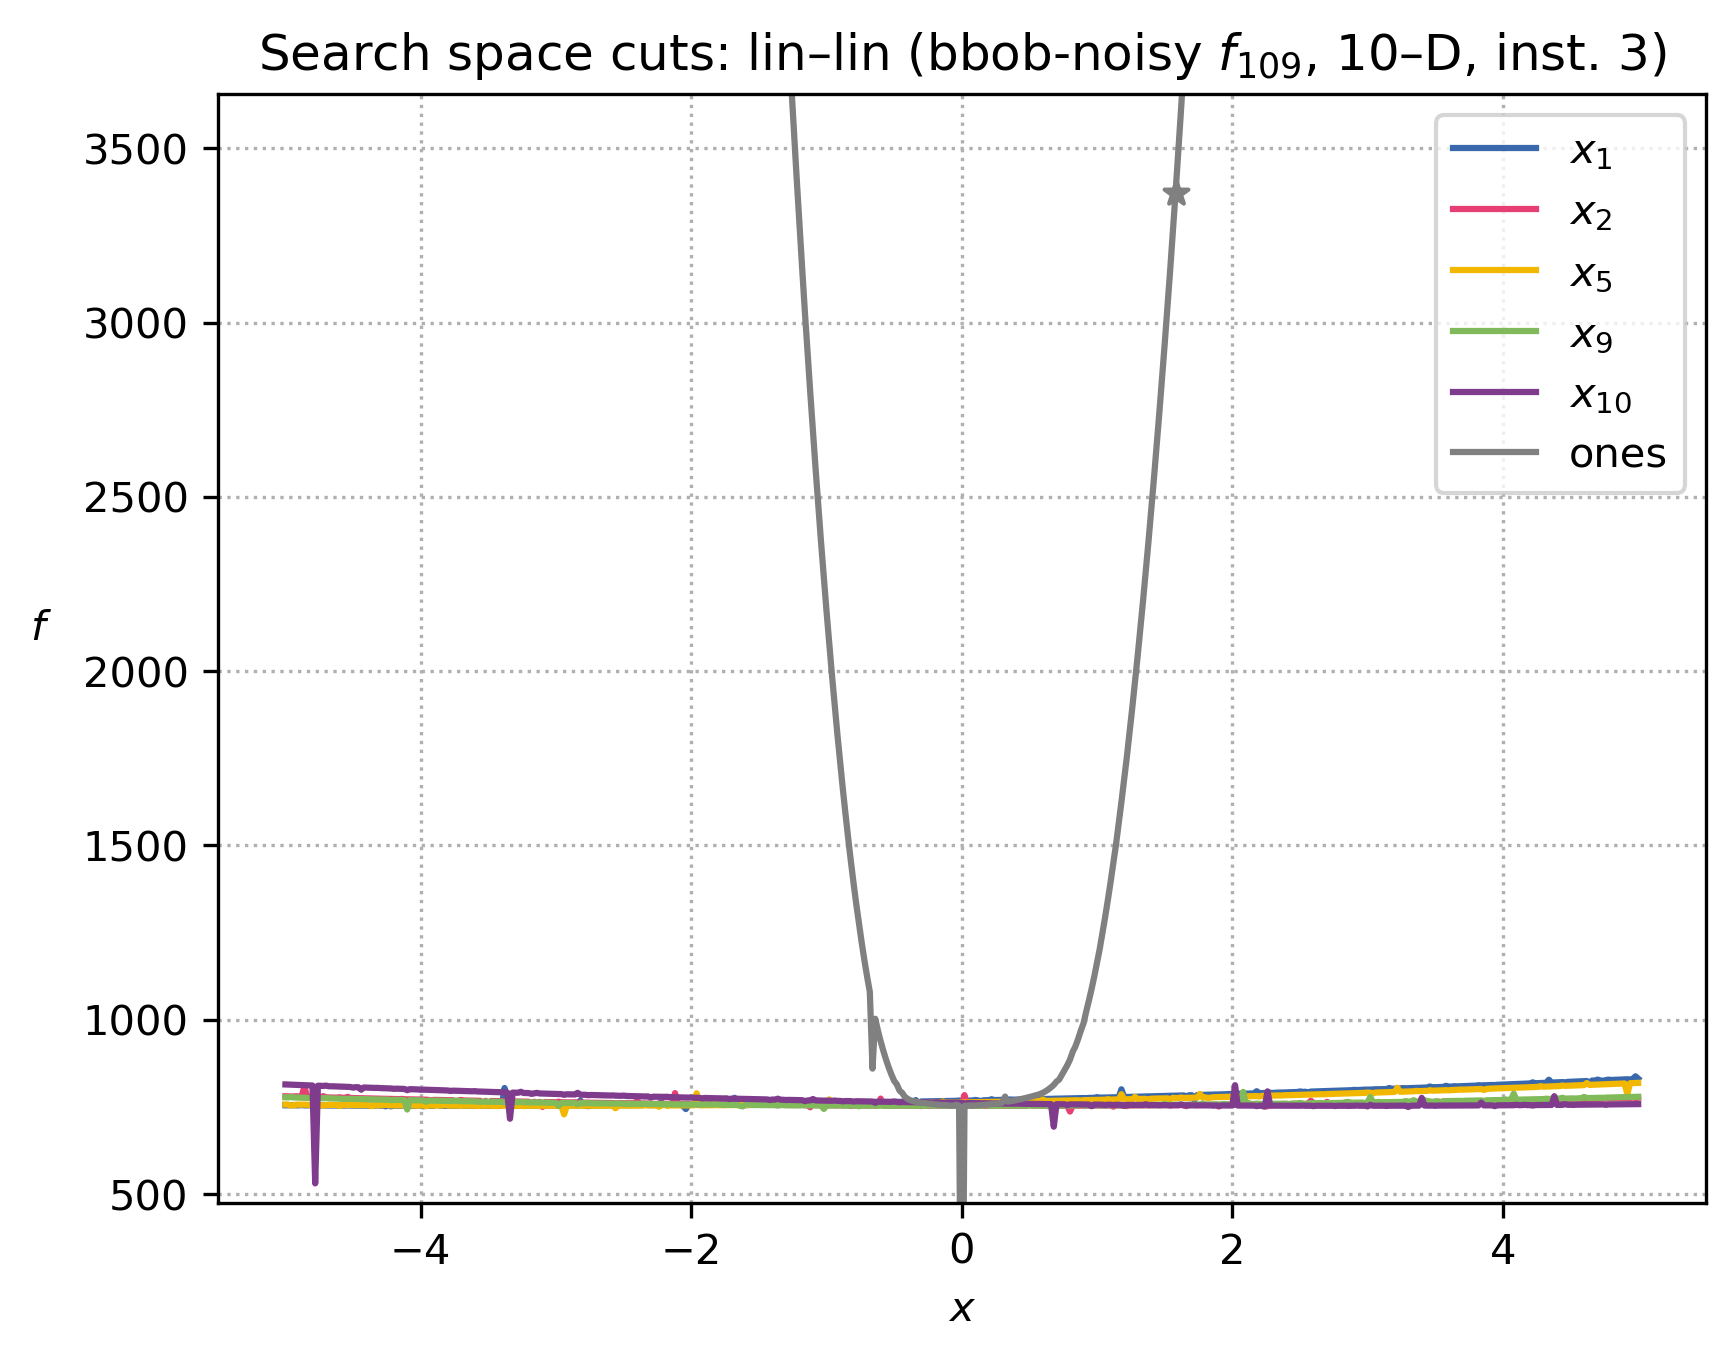 Search space cuts: lin–lin (bbob-noisy f₁₀₉, 10–D, inst. 3)
3500
3000
2500
2000
1500
1000
500
f
−4
−2
0
2
4
x
x₁
x₂
x₅
x₉
x₁₀
ones